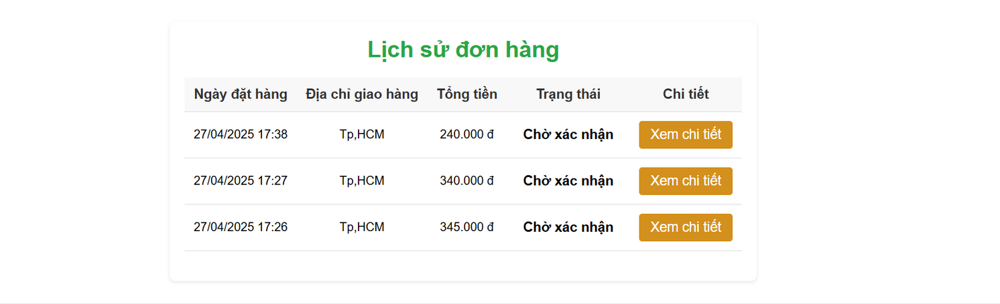 Lịch sử đơn hàng
Ngày đặt hàng Địa chỉ giao hàng Tổng tiền Trạng thái Chi tiết
27/04/2025 17:38 Tp,HCM 240.000 đ Chờ xác nhận Xem chi tiết
27/04/2025 17:27 Tp,HCM 340.000 đ Chờ xác nhận Xem chi tiết
27/04/2025 17:26 Tp,HCM 345.000 đ Chờ xác nhận Xem chi tiết